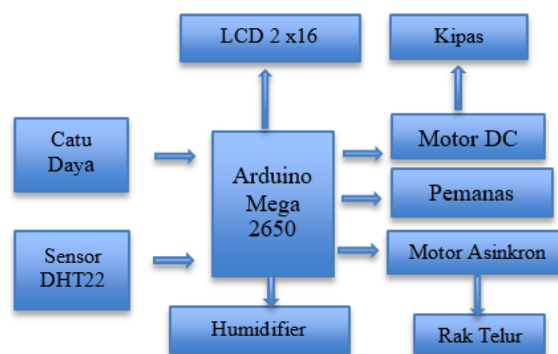 LCD 2 x16
Kipas
Catu
Daya
Arduino
Mega
2650
Motor DC
Pemanas
Sensor
DHT22
Motor Asinkron
Humidifier
Rak Telur